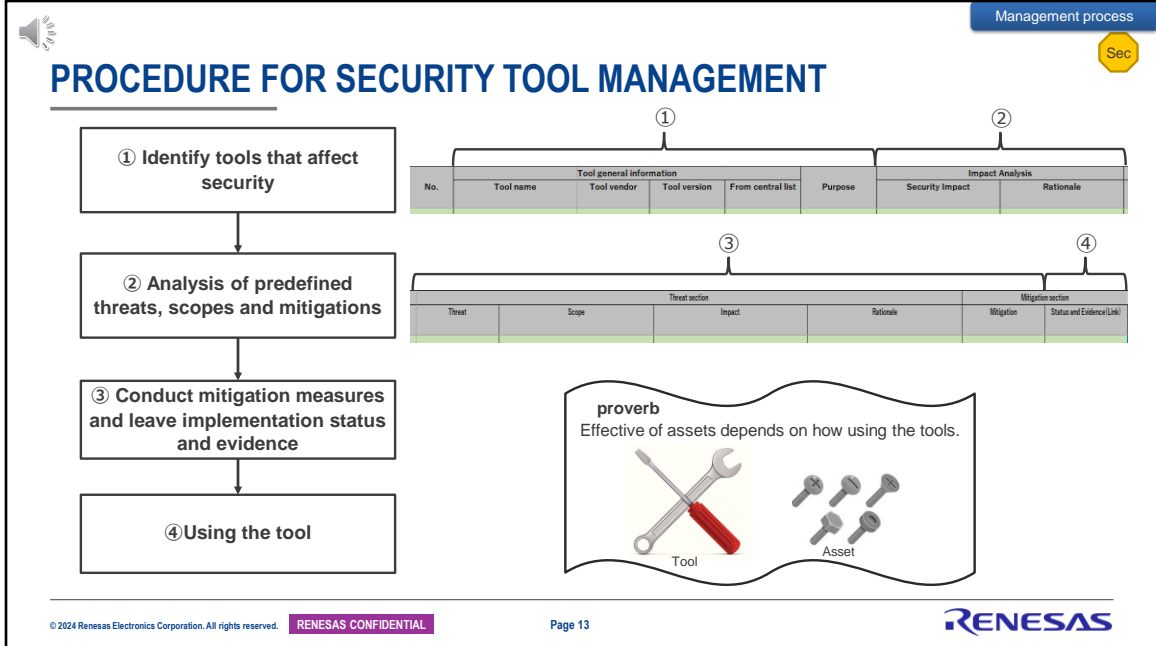 Management process
Sec
PROCEDURE FOR SECURITY TOOL MANAGEMENT
① Identify tools that affect
security
② Analysis of predefined
threats, scopes and mitigations
③ Conduct mitigation measures
and leave implementation status
and evidence
④Using the tool
① ②
Tool general information Impact Analysis
No. Tool name Tool vendor Tool version From central list Purpose Security Impact Rationale
③ ④
Threat section Mitigation section
Threat Scope Impact Rationale Mitigation Status and Evidence(Link)
proverb
Effective of assets depends on how using the tools.
Tool
Asset
© 2024 Renesas Electronics Corporation. All rights reserved. RENESAS CONFIDENTIAL Page 13 RENESAS